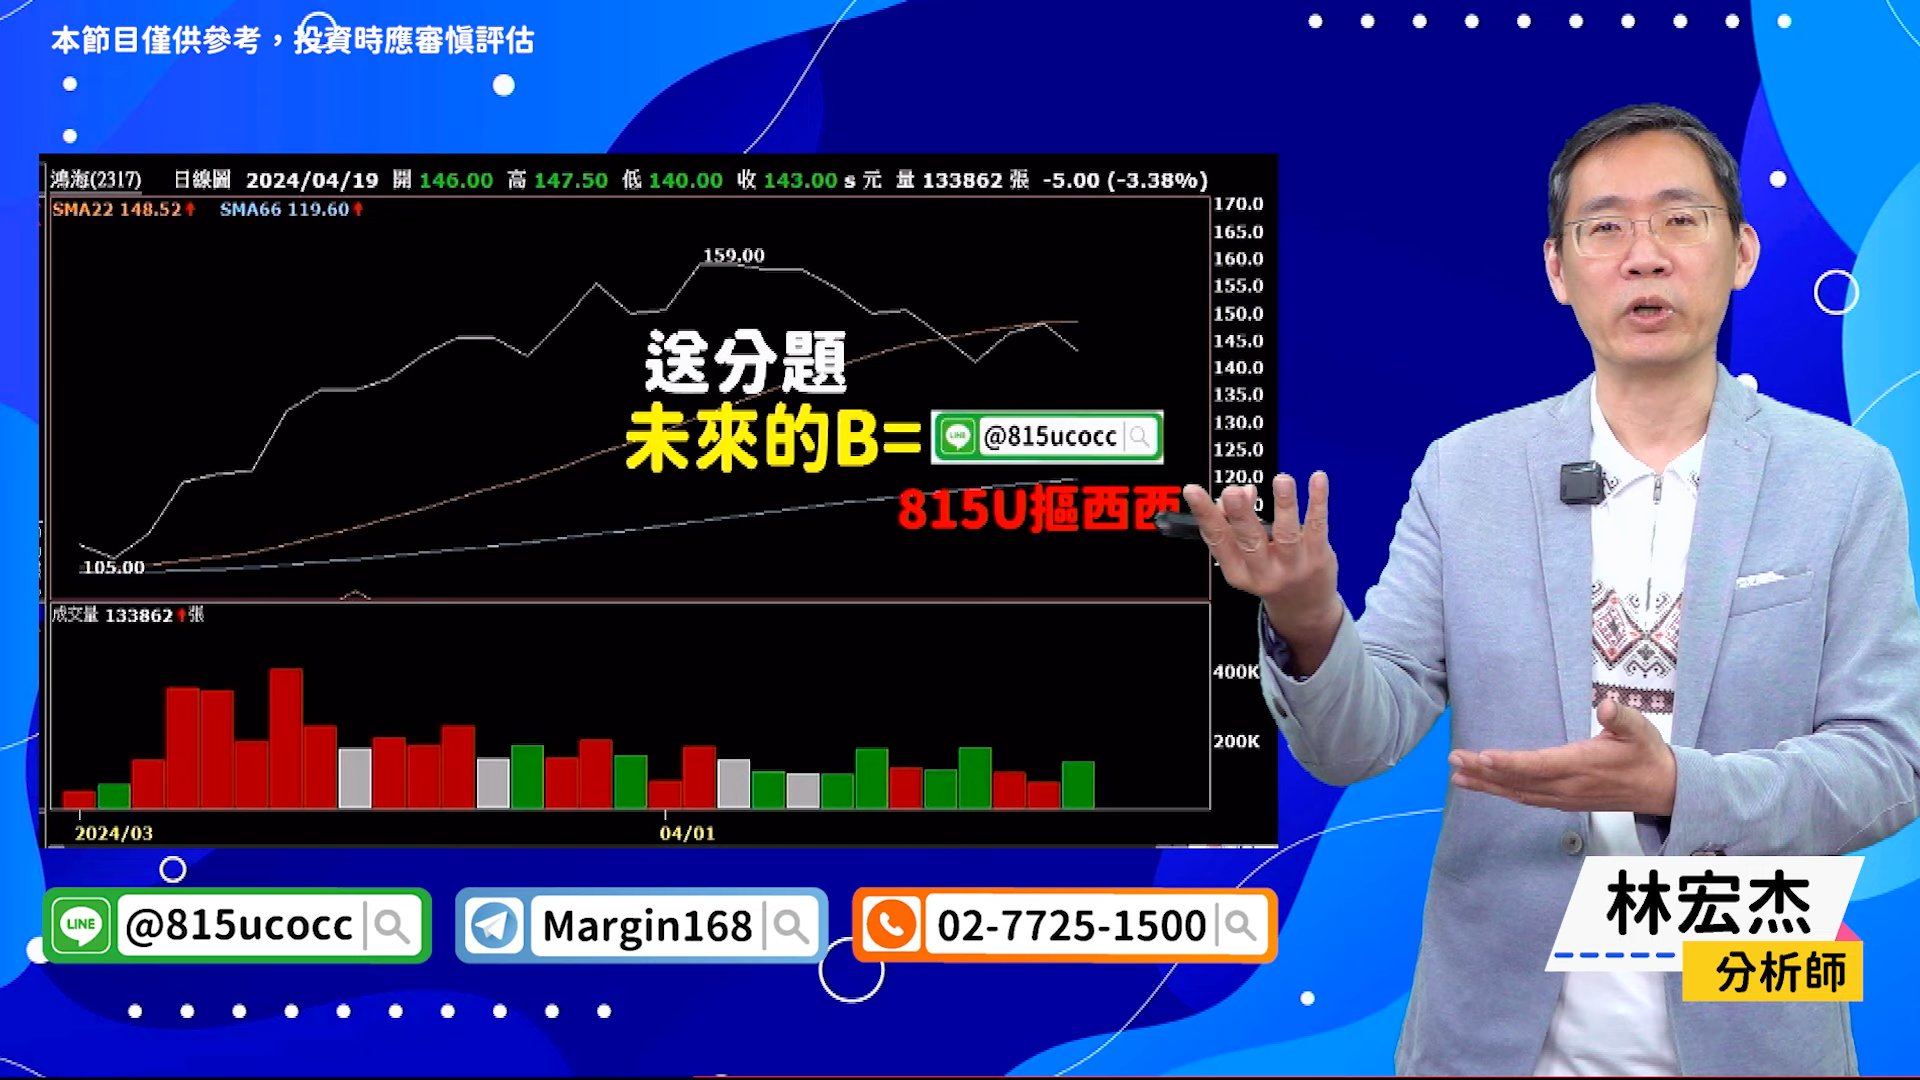 本節目僅供參考，投資時應審慎評估
鴻海(2317) 日線圖 2024/04/19 開 146.00 高 147.50 低 140.00 收 143.00 s 元 量 133862 張 -5.00 (-3.38%)
SMA22 148.52↑ SMA66 119.60↑
170.0
165.0
160.0
159.00
155.0
150.0
145.0
140.0
135.0
130.0
125.0
120.0
送分題
未來的B=
LINE @815ucocc
815U摳西西
105.00
成交量 133862↑張
400K
200K
2024/03 04/01
LINE @815ucocc
Margin168
02-7725-1500
林宏杰
分析師